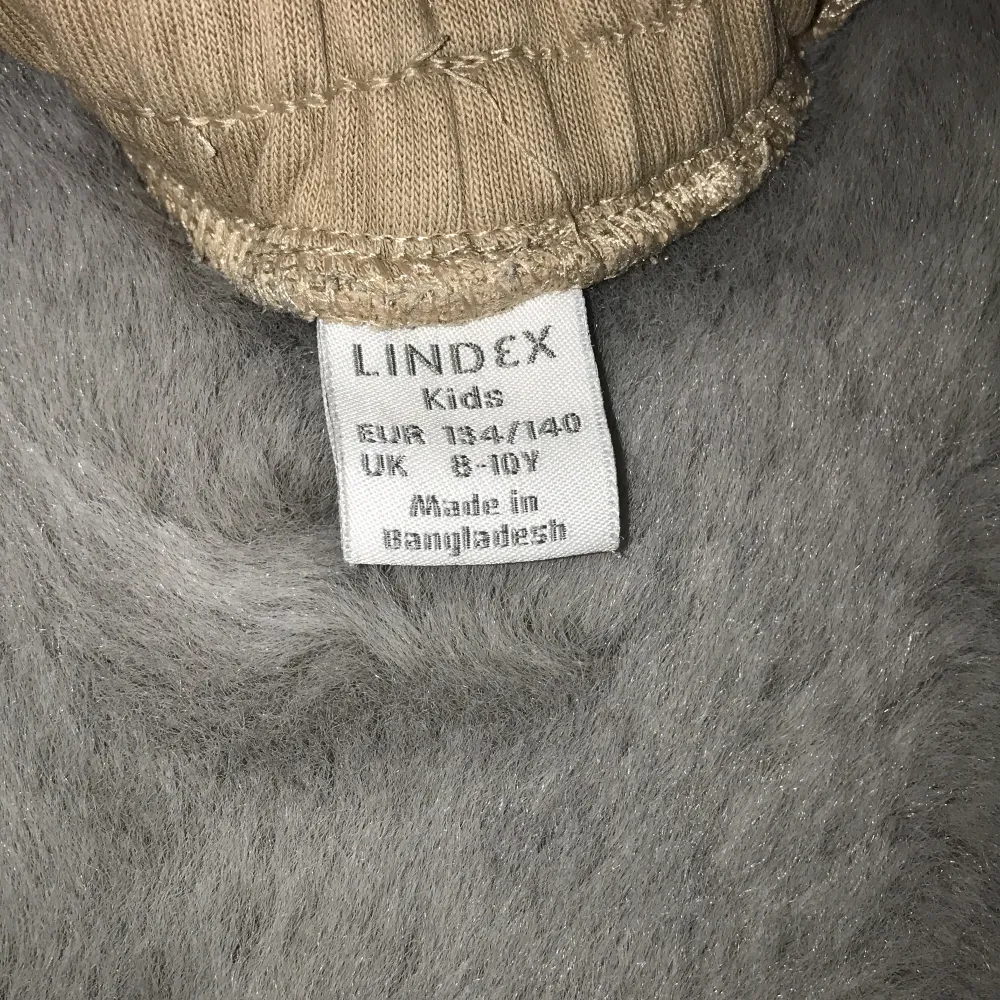 LINDEX
Kids
EUR 134/140
UK 8-10Y
Made in
Bangladesh